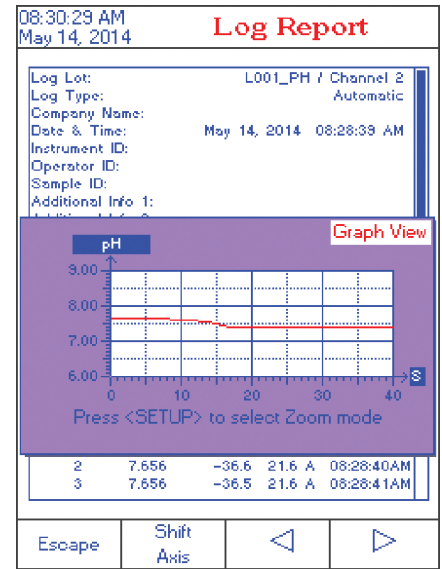 08:30:29 AM
May 14, 2014
Log Report
Log Lot: L001_PH / Channel 2
Log Type: Automatic
Company Name:
Date & Time: May 14, 2014 08:28:39 AM
Instrument ID:
Operator ID:
Sample ID:
Additional Info 1:
Graph View
pH
9.00
8.00
7.00
6.00
0 10 20 30 40 S
Press <SETUP> to select Zoom mode
2 7.656 -36.6 21.6 A 08:28:40AM
3 7.656 -36.5 21.6 A 08:28:41AM
Escape
Shift
Axis